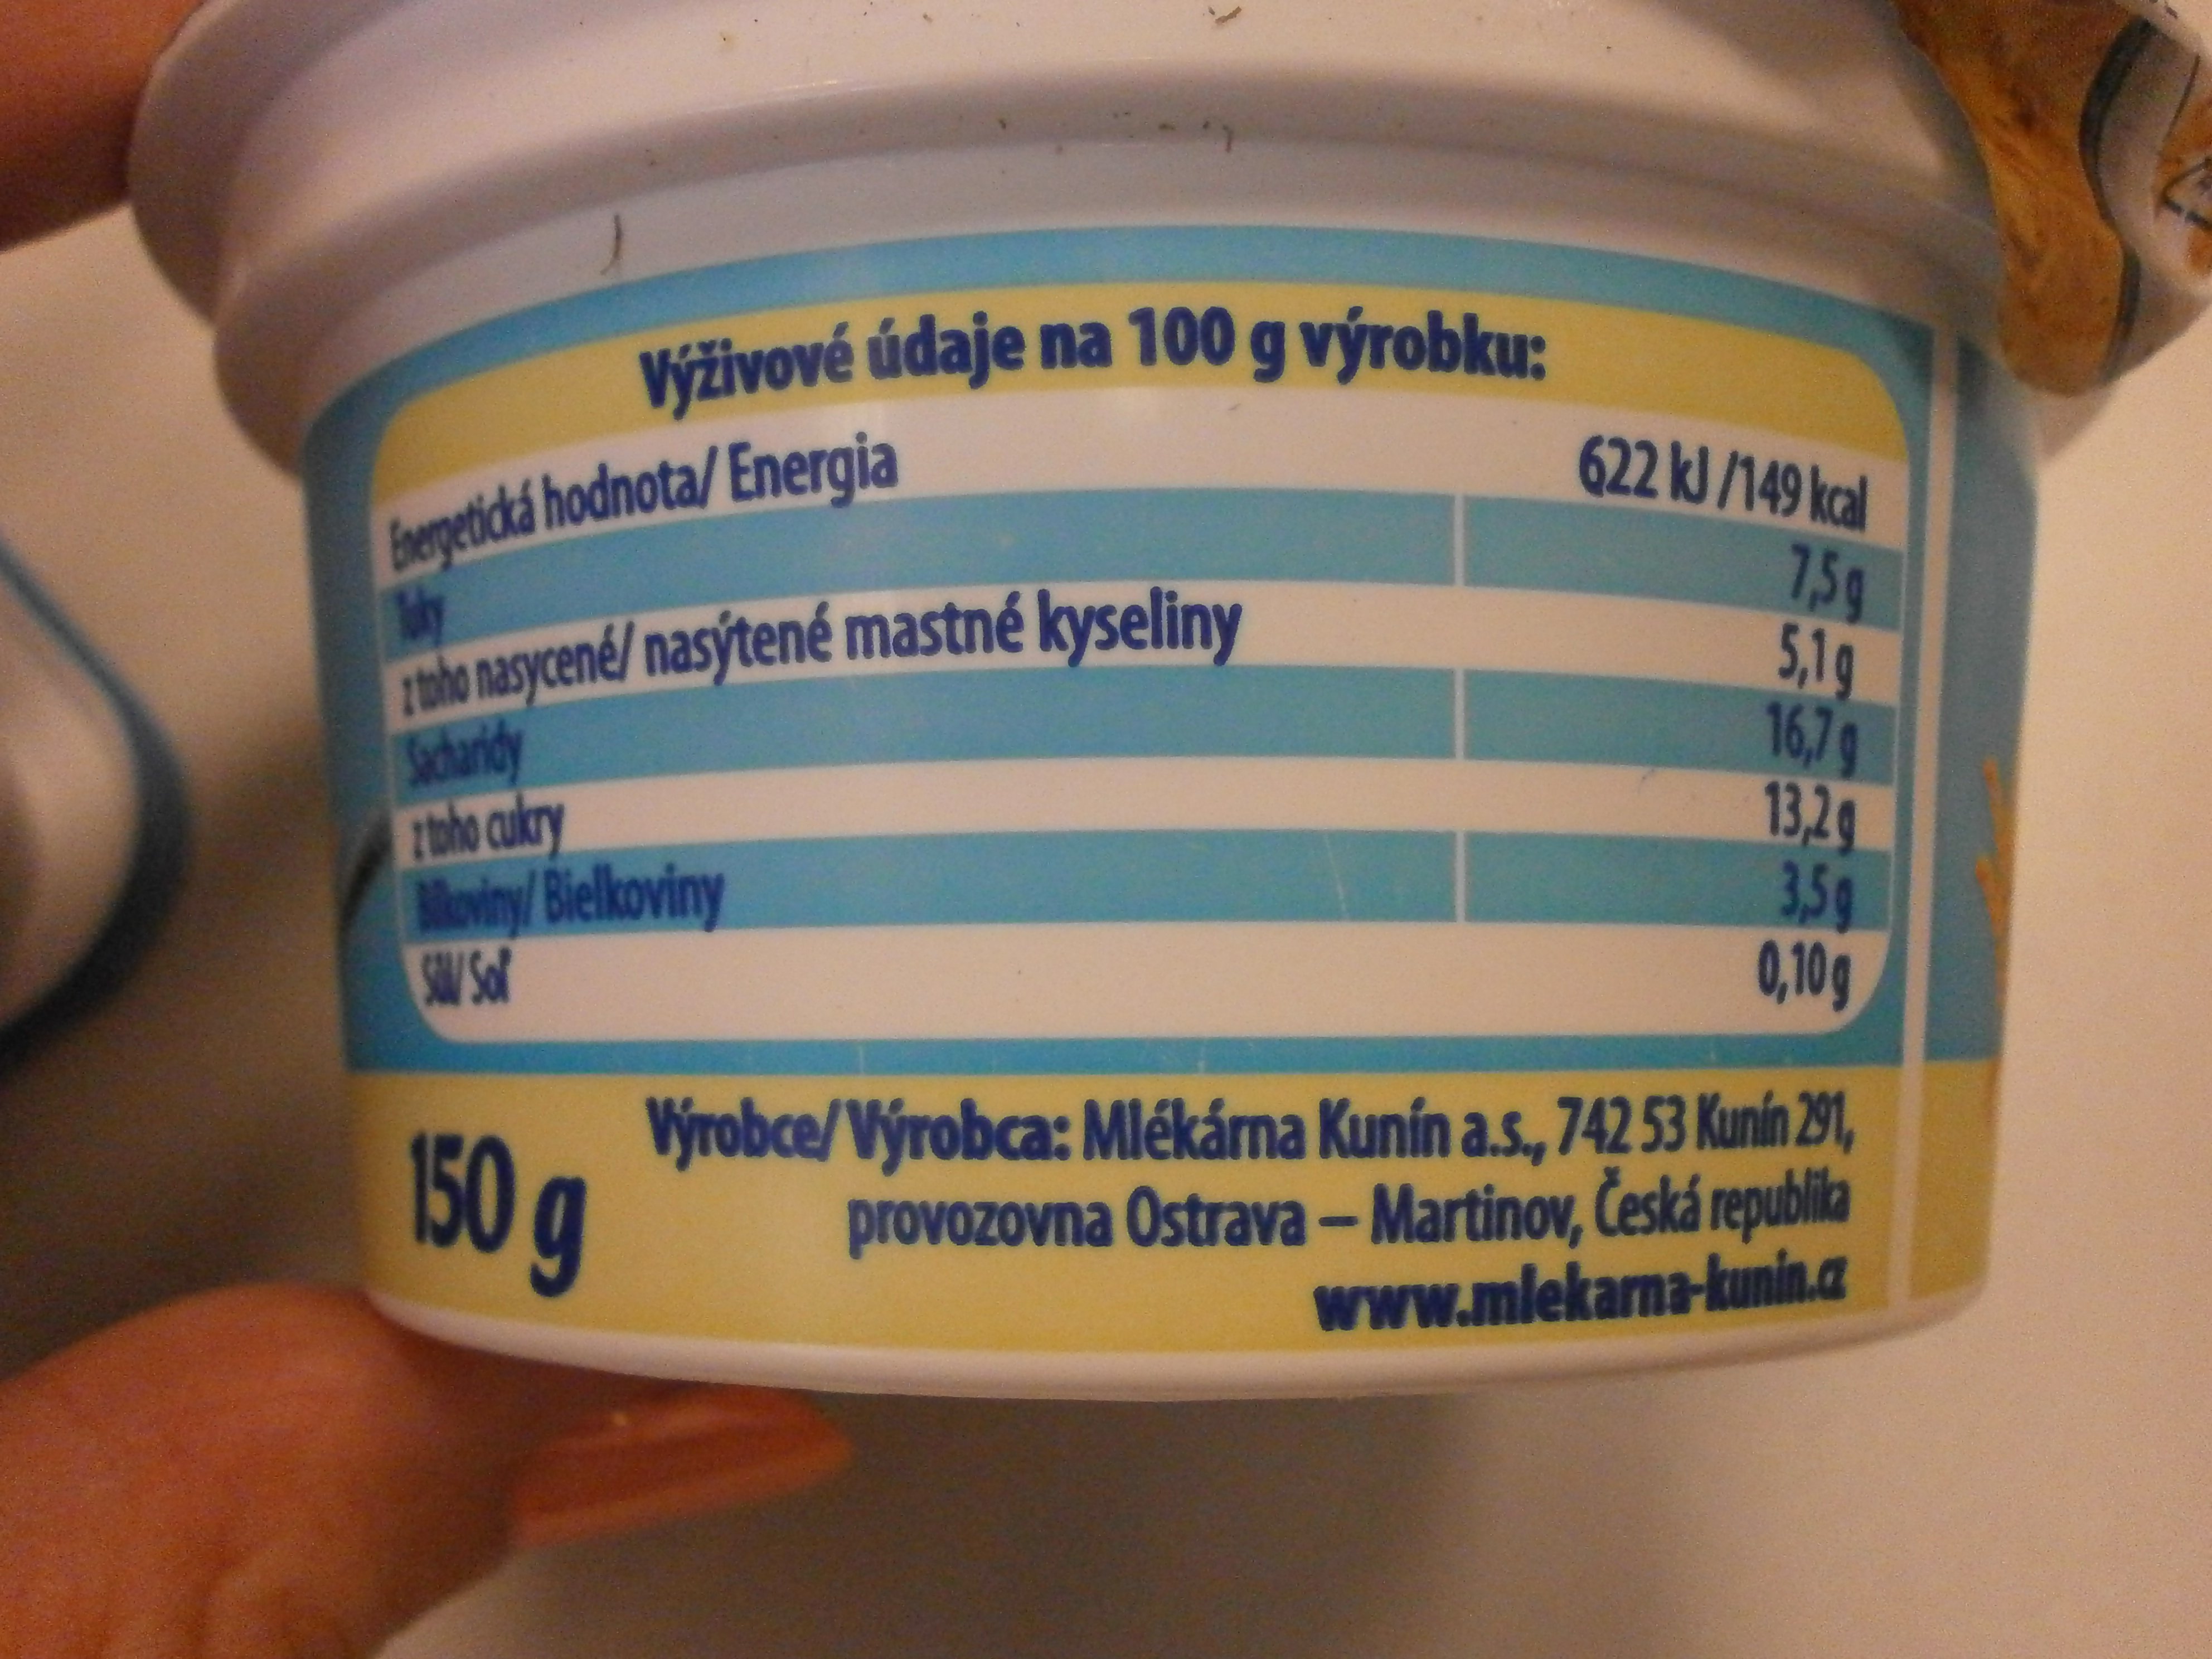 Výživové údaje na 100 g výrobku:
Energetická hodnota/ Energia 622 kJ /149 kcal
Tuky 7,5 g
z toho nasycené/ nasýtené mastné kyseliny 5,1 g
Sacharidy 16,7 g
z toho cukry 13,2 g
Bílkoviny/ Bielkoviny 3,5 g
Sůl/ Soľ 0,10 g
150 g
Výrobce/ Výrobca: Mlékárna Kunín a.s., 742 53 Kunín 291,
provozovna Ostrava – Martinov, Česká republika
www.mlekarna-kunin.cz